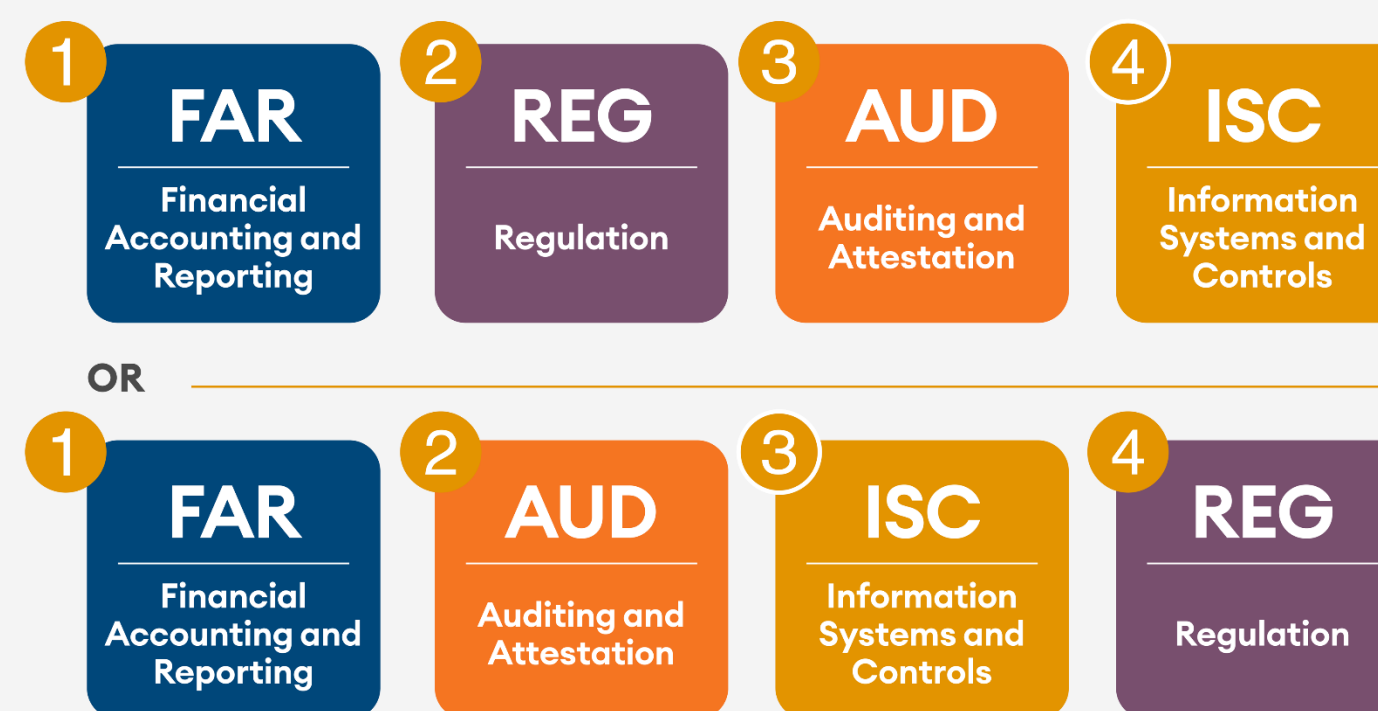 1
FAR
Financial
Accounting and
Reporting
2
REG
Regulation
3
AUD
Auditing and
Attestation
4
ISC
Information
Systems and
Controls
OR
1
FAR
Financial
Accounting and
Reporting
2
AUD
Auditing and
Attestation
3
ISC
Information
Systems and
Controls
4
REG
Regulation